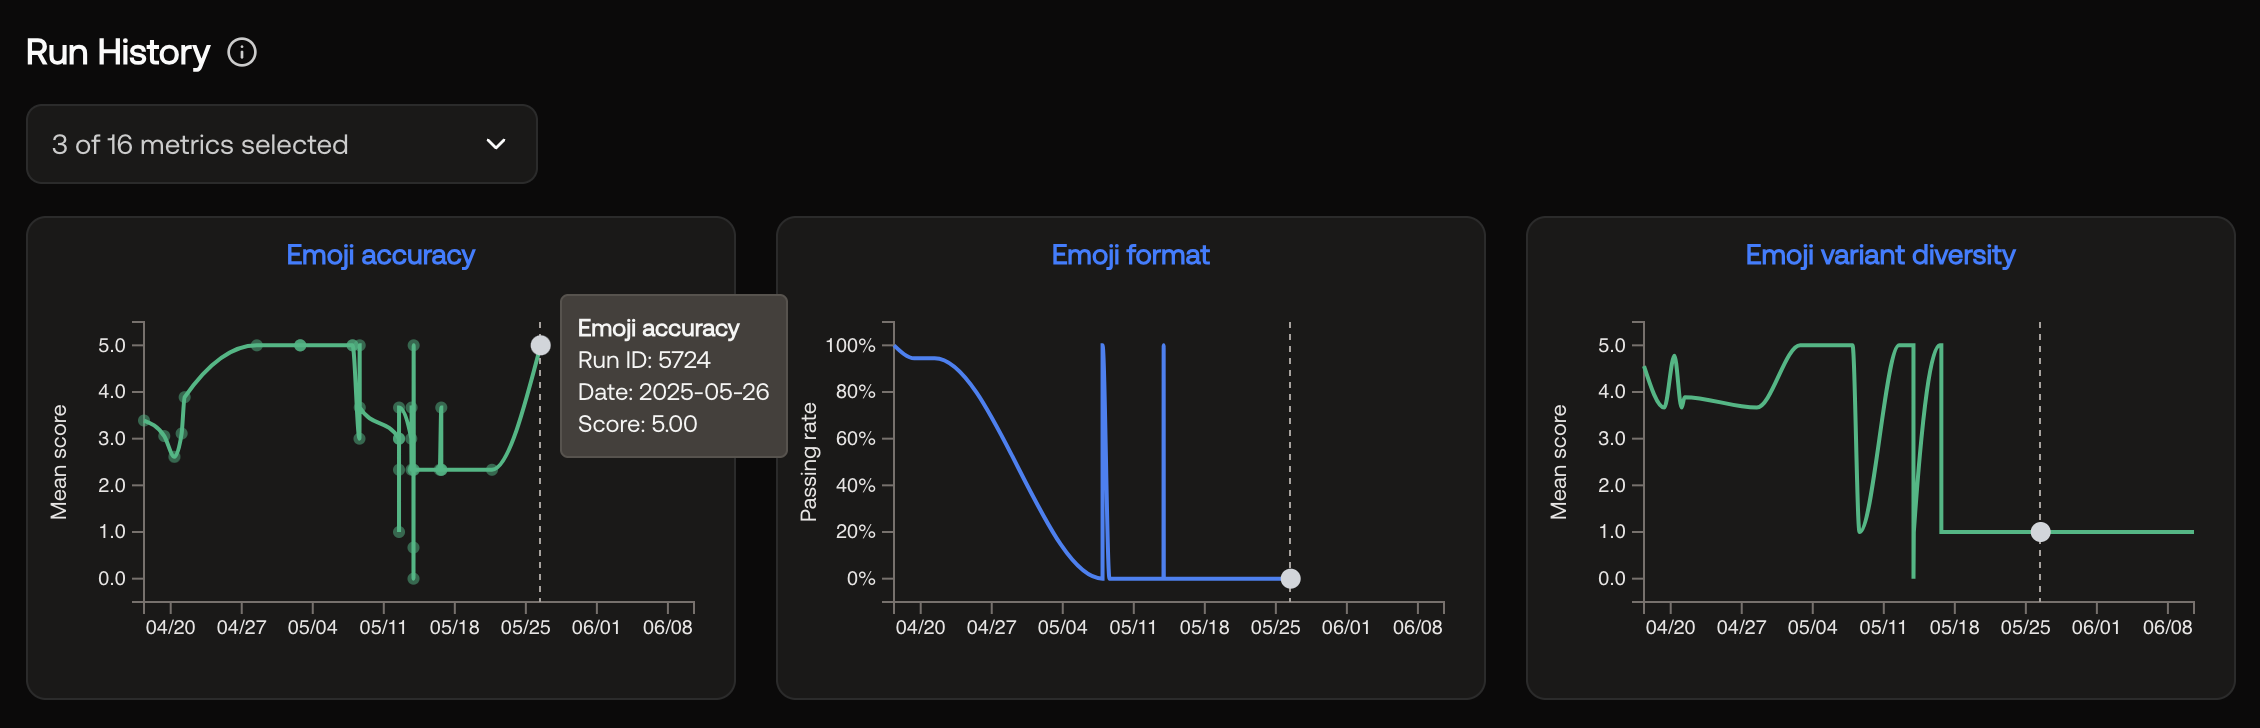 Run History
3 of 16 metrics selected
Emoji accuracy
Mean score
5.0
4.0
3.0
2.0
1.0
0.0
04/20 04/27 05/04 05/11 05/18 05/25 06/01 06/08
Emoji accuracy
Run ID: 5724
Date: 2025-05-26
Score: 5.00
Emoji format
Passing rate
100%
80%
60%
40%
20%
0%
04/20 04/27 05/04 05/11 05/18 05/25 06/01 06/08
Emoji variant diversity
Mean score
5.0
4.0
3.0
2.0
1.0
0.0
04/20 04/27 05/04 05/11 05/18 05/25 06/01 06/08